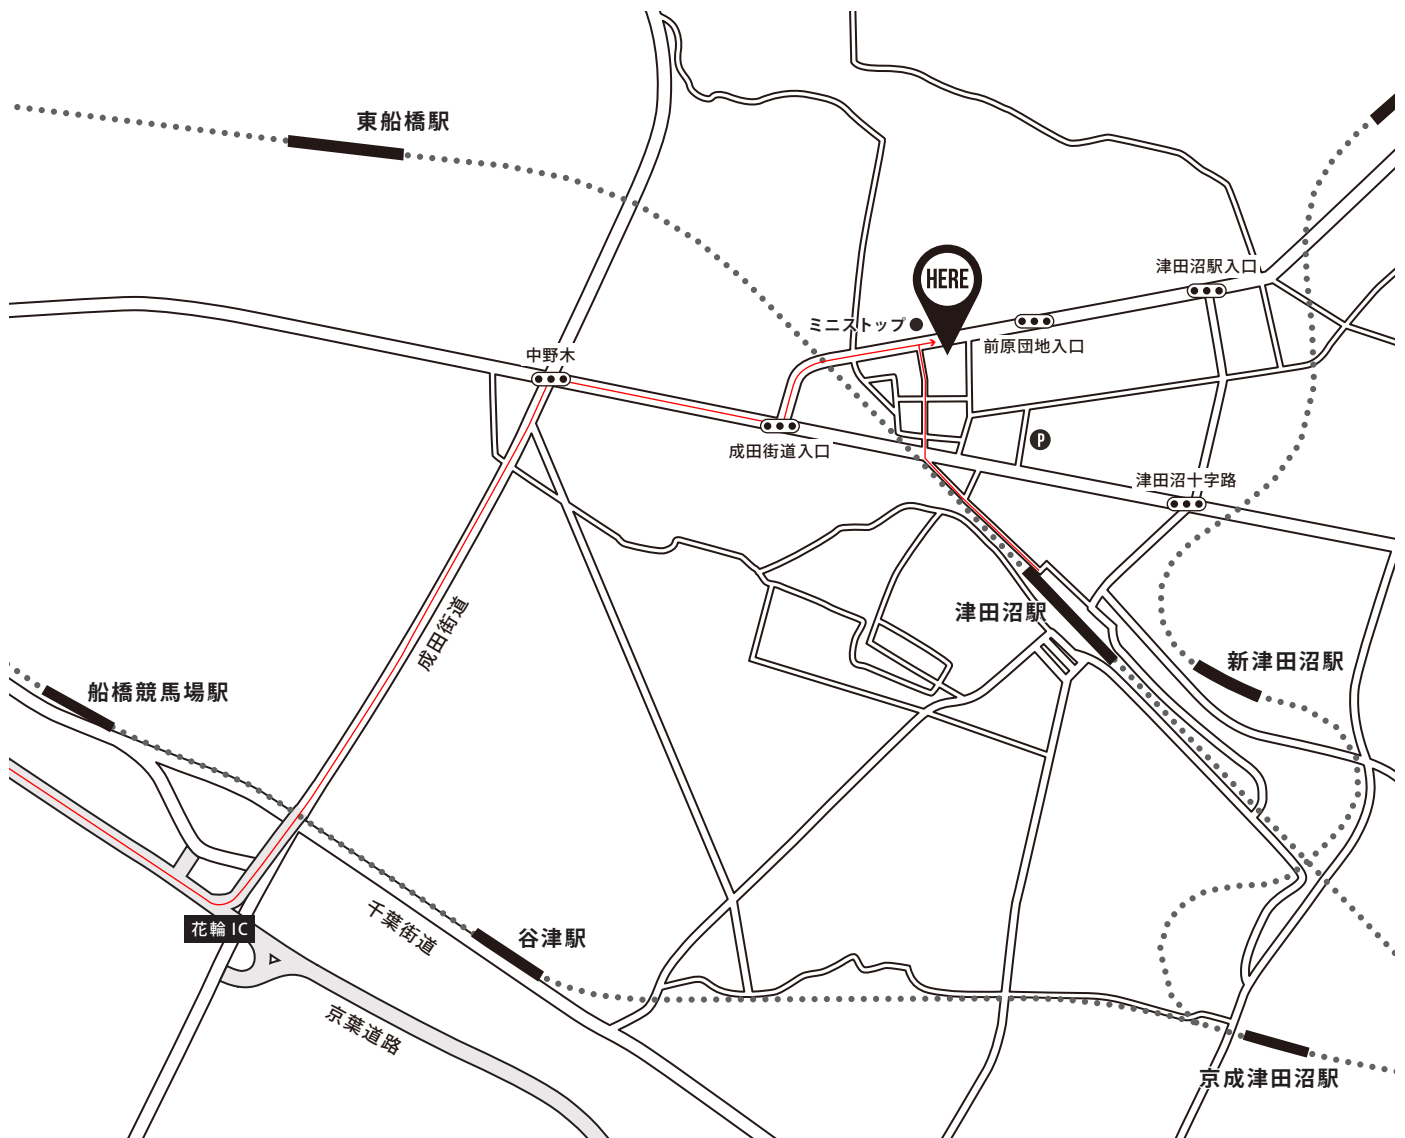 東船橋駅
津田沼駅入口
HERE
ミニストップ
前原団地入口
中野木
P
成田街道入口
津田沼十字路
成田街道
津田沼駅
新津田沼駅
船橋競馬場駅
花輪 IC
千葉街道
谷津駅
京葉道路
京成津田沼駅